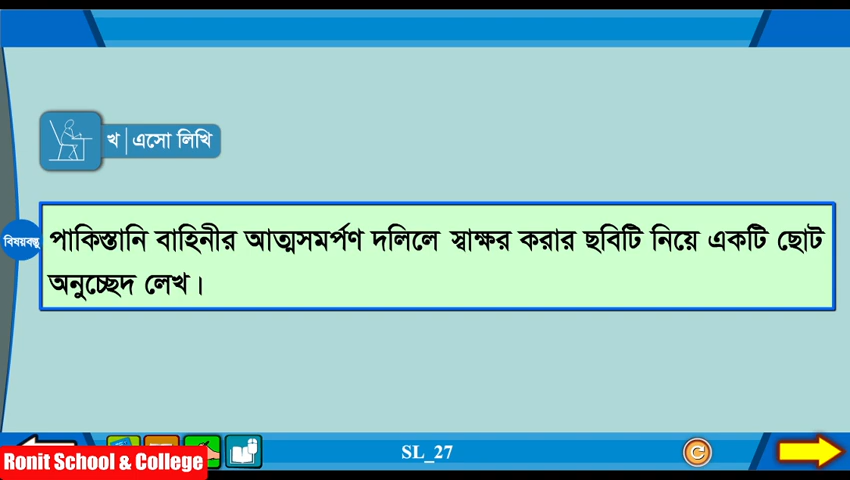 খ | এসো লিখি
বিষয়বস্তু
পাকিস্তানি বাহিনীর আত্মসমর্পণ দলিলে স্বাক্ষর করার ছবিটি নিয়ে একটি ছোট
অনুচ্ছেদ লেখ।
SL_27
Ronit School & College